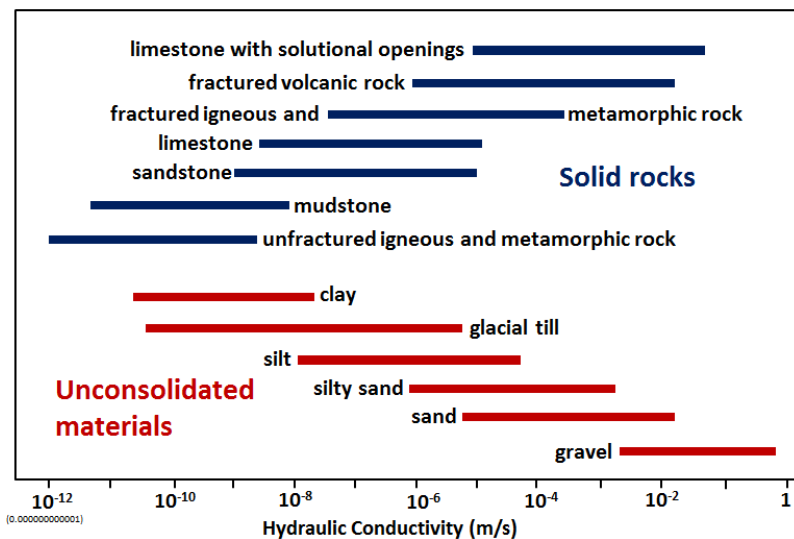 limestone with solutional openings
fractured volcanic rock
fractured igneous and metamorphic rock
limestone
sandstone
Solid rocks
mudstone
unfractured igneous and metamorphic rock
clay
glacial till
silt
Unconsolidated
materials
silty sand
sand
gravel
10⁻¹² 10⁻¹⁰ 10⁻⁸ 10⁻⁶ 10⁻⁴ 10⁻² 1
(0.000000000001)
Hydraulic Conductivity (m/s)